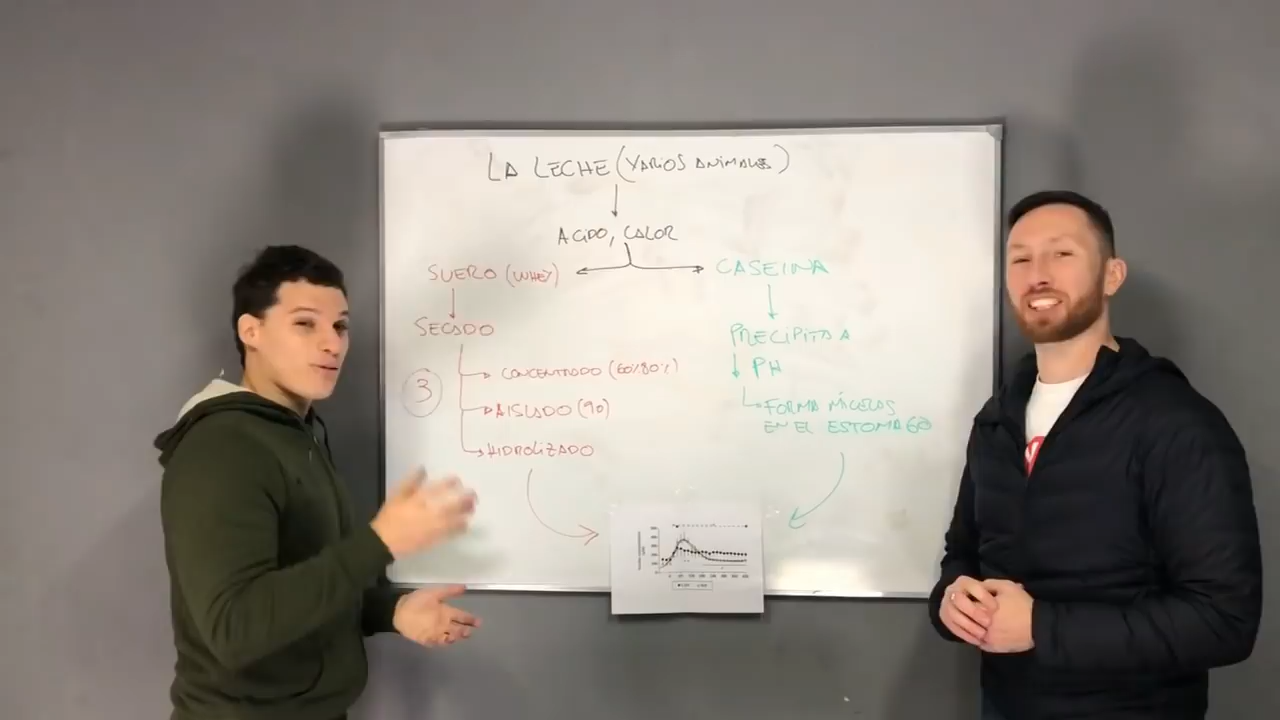 LA LECHE (VARIOS ANIMALES)
ACIDO, CALOR
SUERO (WHEY)
CASEINA
SECADO
PRECIPITA A
PH
3
CONCENTRADO (60%80%)
AISLADO (90)
FORMA MICELAS
EN EL ESTOMAGO
HIDROLIZADO